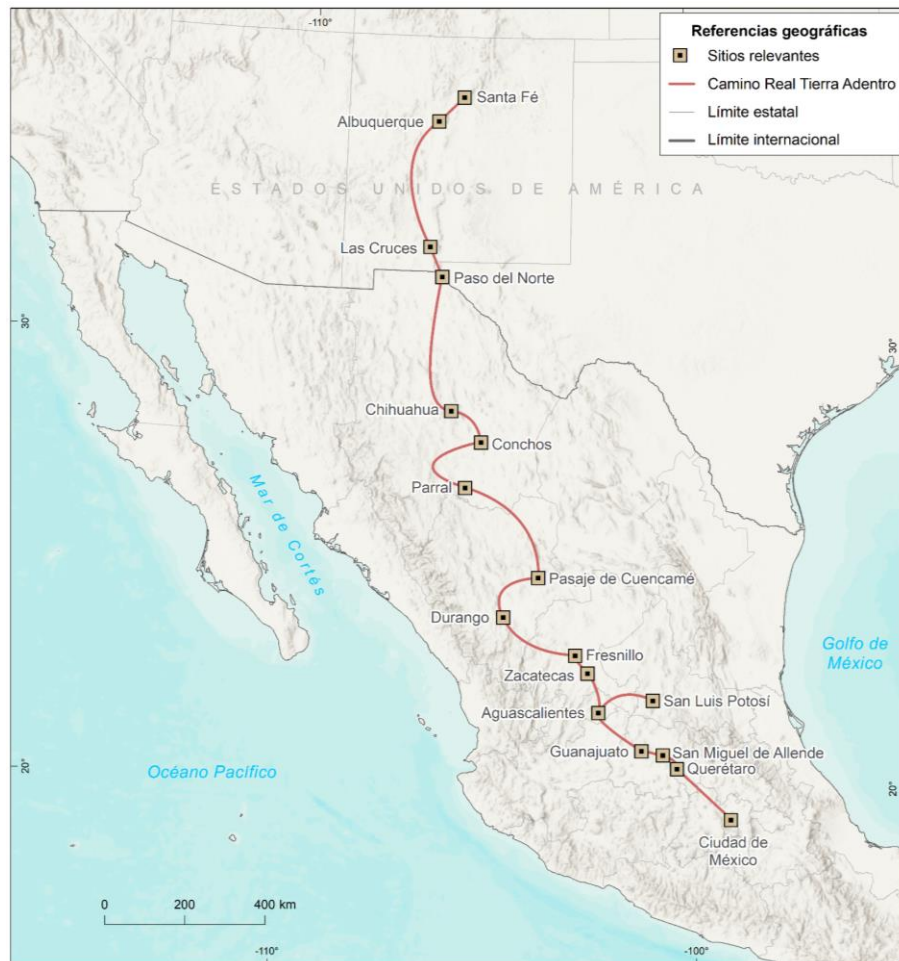 -110°
Referencias geográficas
Sitios relevantes
Camino Real Tierra Adentro
Límite estatal
Límite internacional
Santa Fé
Albuquerque
ESTADOS UNIDOS DE AMÉRICA
Las Cruces
Paso del Norte
30°
30°
Chihuahua
Conchos
Parral
Mar de Cortés
Pasaje de Cuencamé
Durango
Golfo de
México
Fresnillo
Zacatecas
San Luis Potosí
Aguascalientes
Guanajuato
San Miguel de Allende
Querétaro
20°
Océano Pacífico
20°
Ciudad de
México
0 200 400 km
-110°
-100°